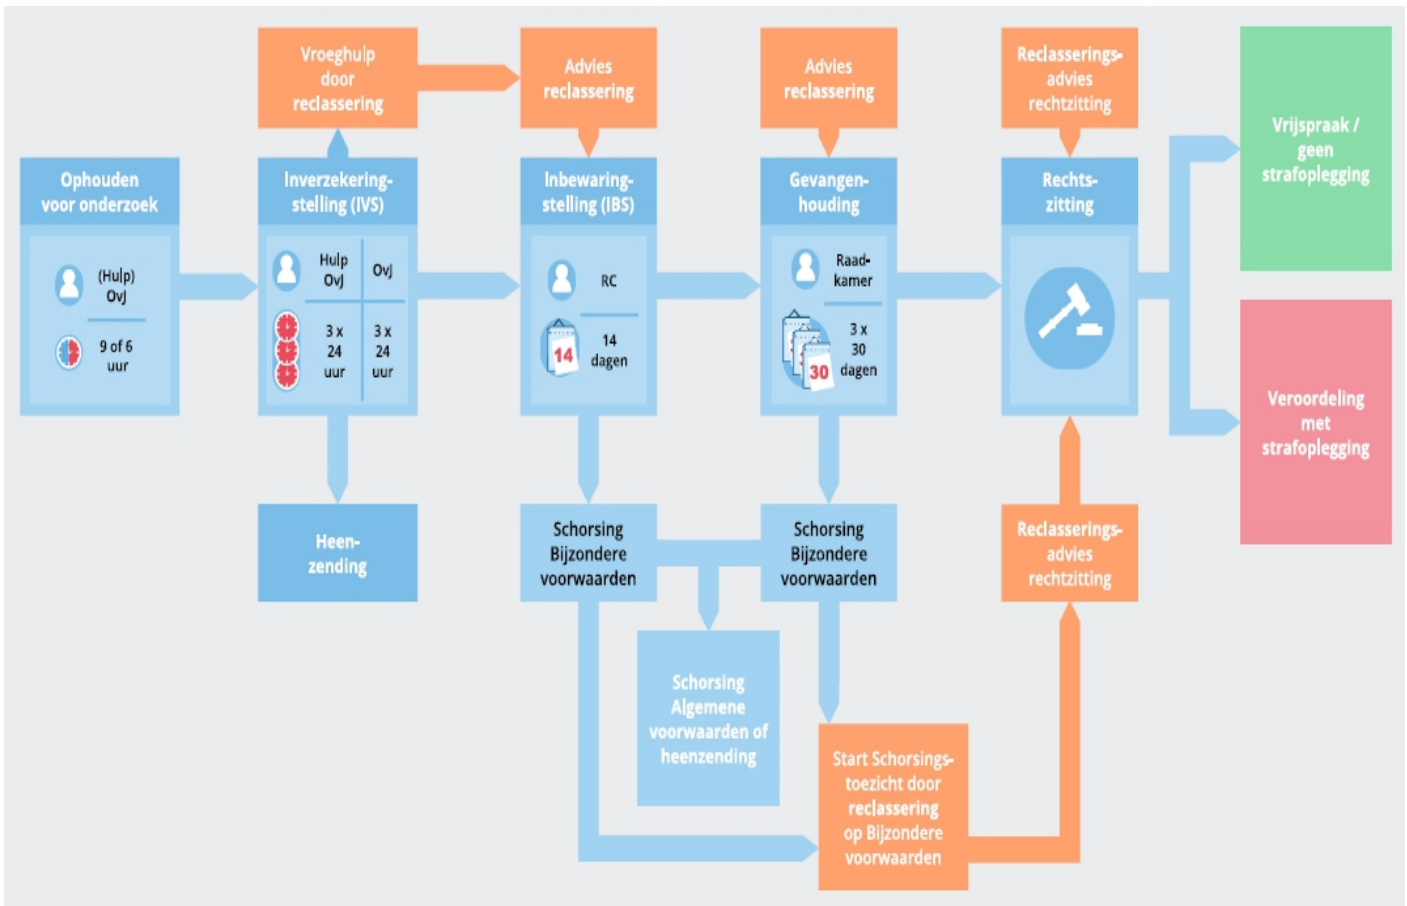 Vroeghulp
door
reclassering
Advies
reclassering
Advies
reclassering
Reclasserings-
advies
rechtzitting
Vrijspraak /
geen
strafoplegging
Ophouden
voor onderzoek
(Hulp)
OvJ
9 of 6
uur
Inverzekering-
stelling (IVS)
Hulp
OvJ
OvJ
3 x
24
uur
3 x
24
uur
Inbewaring-
stelling (IBS)
RC
14
14
dagen
Gevangen-
houding
Raad-
kamer
30
3 x
30
dagen
Rechts-
zitting
Veroordeling
met
strafoplegging
Heen-
zending
Schorsing
Bijzondere
voorwaarden
Schorsing
Bijzondere
voorwaarden
Reclasserings-
advies
rechtzitting
Schorsing
Algemene
voorwaarden of
heenzending
Start Schorsings-
toezicht door
reclassering
op Bijzondere
voorwaarden